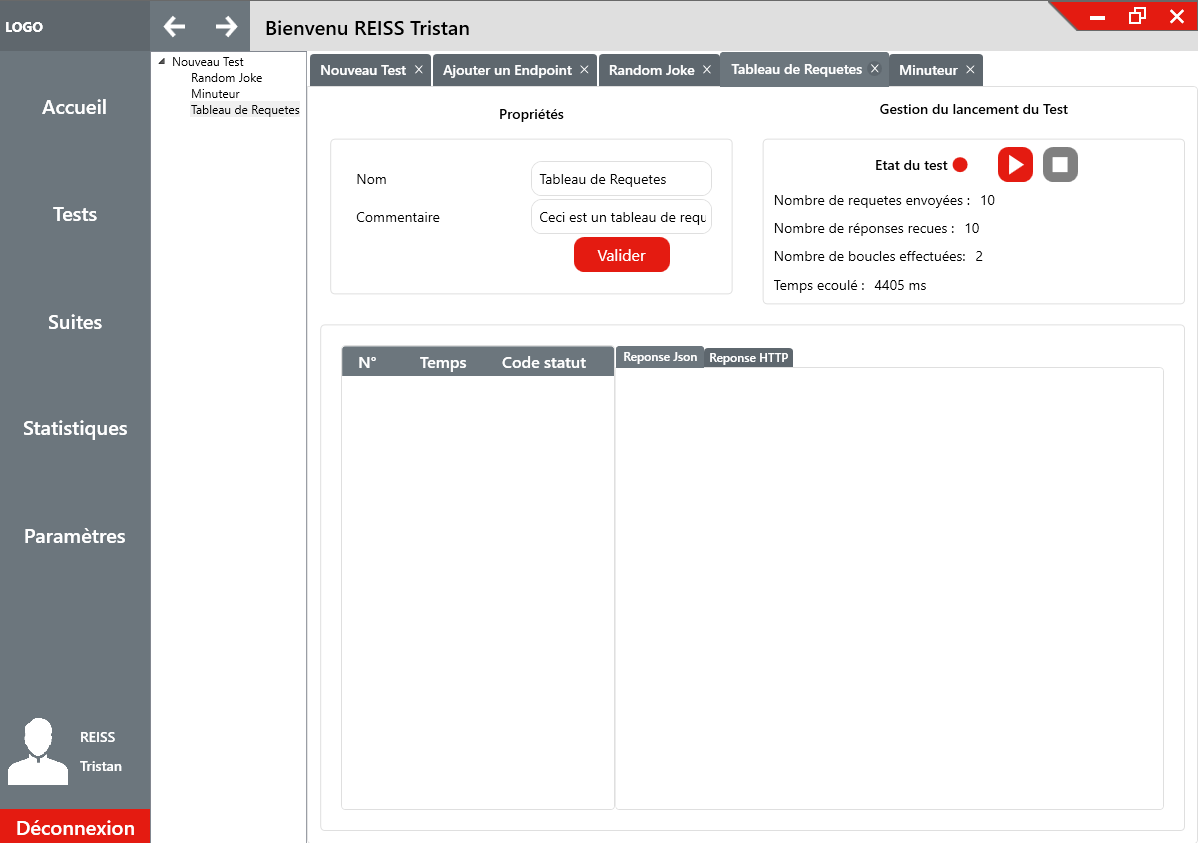 LOGO
Bienvenu REISS Tristan
Accueil
Tests
Suites
Statistiques
Paramètres
REISS
Tristan
Déconnexion
Nouveau Test
Random Joke
Minuteur
Tableau de Requetes
Nouveau Test
Ajouter un Endpoint
Random Joke
Tableau de Requetes
Minuteur
Propriétés
Nom
Tableau de Requetes
Commentaire
Ceci est un tableau de requ
Valider
Gestion du lancement du Test
Etat du test
Nombre de requetes envoyées : 10
Nombre de réponses recues : 10
Nombre de boucles effectuées: 2
Temps ecoulé : 4405 ms
N° Temps Code statut
Reponse Json
Reponse HTTP